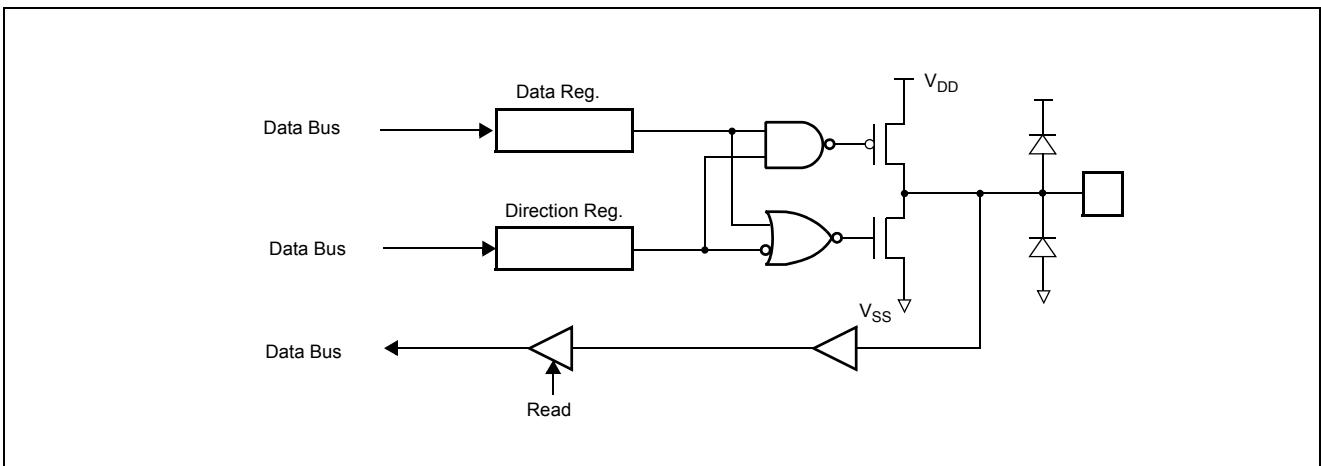 V_DD
Data Reg.
Data Bus
Direction Reg.
Data Bus
V_SS
Data Bus
Read